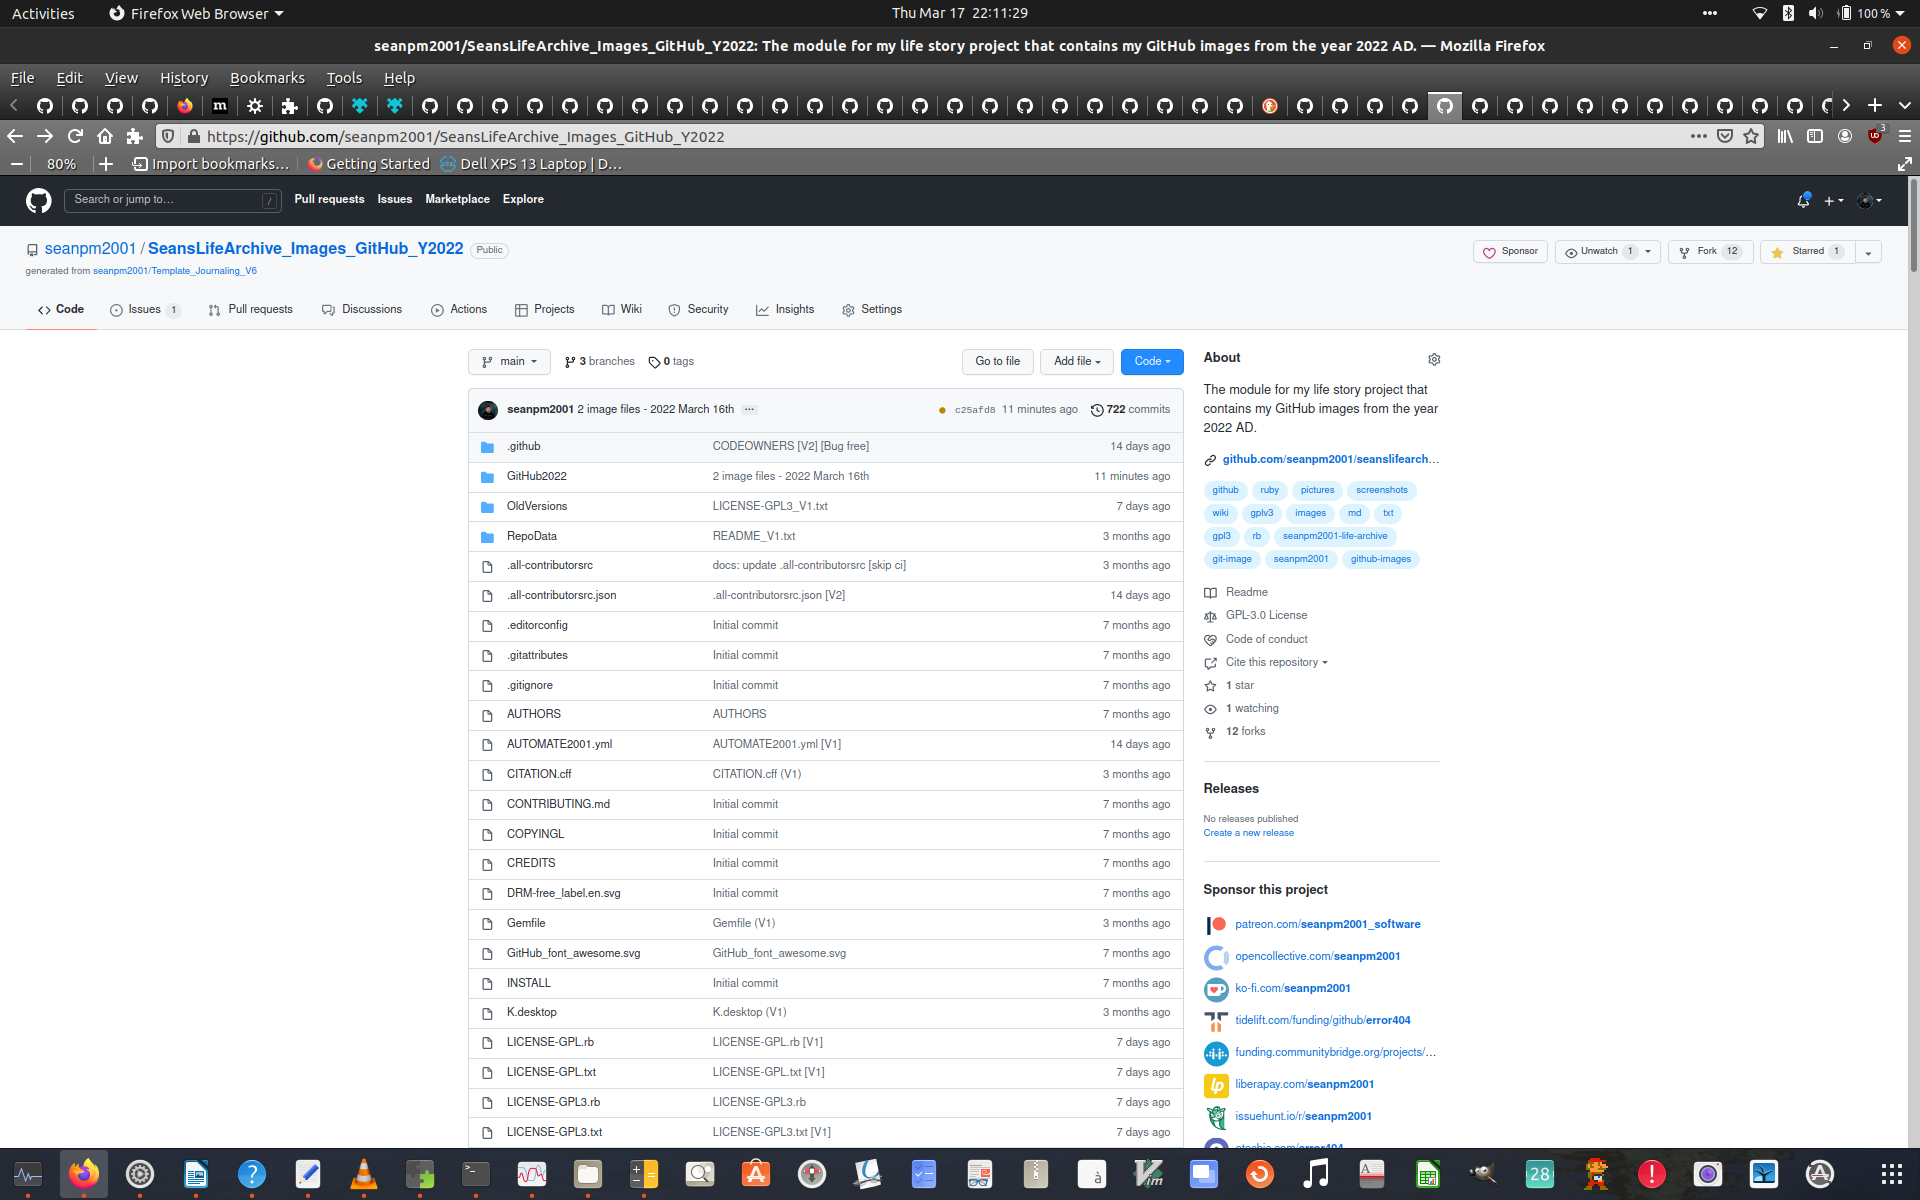 Activities Firefox Web Browser Thu Mar 17 22:11:29 100 %
seanpm2001/SeansLifeArchive_Images_GitHub_Y2022: The module for my life story project that contains my GitHub images from the year 2022 AD. — Mozilla Firefox
File Edit View History Bookmarks Tools Help
https://github.com/seanpm2001/SeansLifeArchive_Images_GitHub_Y2022 3
80% Import bookmarks… Getting Started Dell XPS 13 Laptop | D…
Search or jump to… / Pull requests Issues Marketplace Explore
seanpm2001 / SeansLifeArchive_Images_GitHub_Y2022 Public Sponsor Unwatch 1 Fork 12 Starred 1
generated from seanpm2001/Template_Journaling_V6
Code Issues 1 Pull requests Discussions Actions Projects Wiki Security Insights Settings
main 3 branches 0 tags Go to file Add file Code
seanpm2001 2 image files - 2022 March 16th ... c25afd8 11 minutes ago 722 commits
.github CODEOWNERS [V2] [Bug free] 14 days ago
GitHub2022 2 image files - 2022 March 16th 11 minutes ago
OldVersions LICENSE-GPL3_V1.txt 7 days ago
RepoData README_V1.txt 3 months ago
.all-contributorsrc docs: update .all-contributorsrc [skip ci] 3 months ago
.all-contributorsrc.json .all-contributorsrc.json [V2] 14 days ago
.editorconfig Initial commit 7 months ago
.gitattributes Initial commit 7 months ago
.gitignore Initial commit 7 months ago
AUTHORS AUTHORS 7 months ago
AUTOMATE2001.yml AUTOMATE2001.yml [V1] 14 days ago
CITATION.cff CITATION.cff (V1) 3 months ago
CONTRIBUTING.md Initial commit 7 months ago
COPYINGL Initial commit 7 months ago
CREDITS Initial commit 7 months ago
DRM-free_label.en.svg Initial commit 7 months ago
Gemfile Gemfile (V1) 3 months ago
GitHub_font_awesome.svg GitHub_font_awesome.svg 7 months ago
INSTALL Initial commit 7 months ago
K.desktop K.desktop (V1) 3 months ago
LICENSE-GPL.rb LICENSE-GPL.rb [V1] 7 days ago
LICENSE-GPL.txt LICENSE-GPL.txt [V1] 7 days ago
LICENSE-GPL3.rb LICENSE-GPL3.rb 7 days ago
LICENSE-GPL3.txt LICENSE-GPL3.txt [V1] 7 days ago
About
The module for my life story project that
contains my GitHub images from the year
2022 AD.
github.com/seanpm2001/seanslifearch…
github ruby pictures screenshots
wiki gplv3 images md txt
gpl3 rb seanpm2001-life-archive
git-image seanpm2001 github-images
Readme
GPL-3.0 License
Code of conduct
Cite this repository
1 star
1 watching
12 forks
Releases
No releases published
Create a new release
Sponsor this project
patreon.com/seanpm2001_software
opencollective.com/seanpm2001
ko-fi.com/seanpm2001
tidelift.com/funding/github/error404
funding.communitybridge.org/projects/…
liberapay.com/seanpm2001
issuehunt.io/r/seanpm2001
otechie.com/error404
28